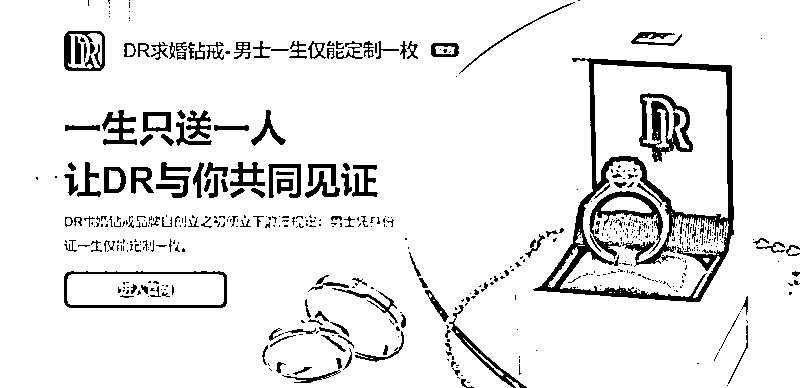 DR
DR求婚钻戒-男士一生仅能定制一枚
一生只送一人
让DR与你共同见证
DR求婚钻戒品牌自创立之初便立下浪漫规定：男士凭身份
证一生仅能定制一枚。
进入官网
DR